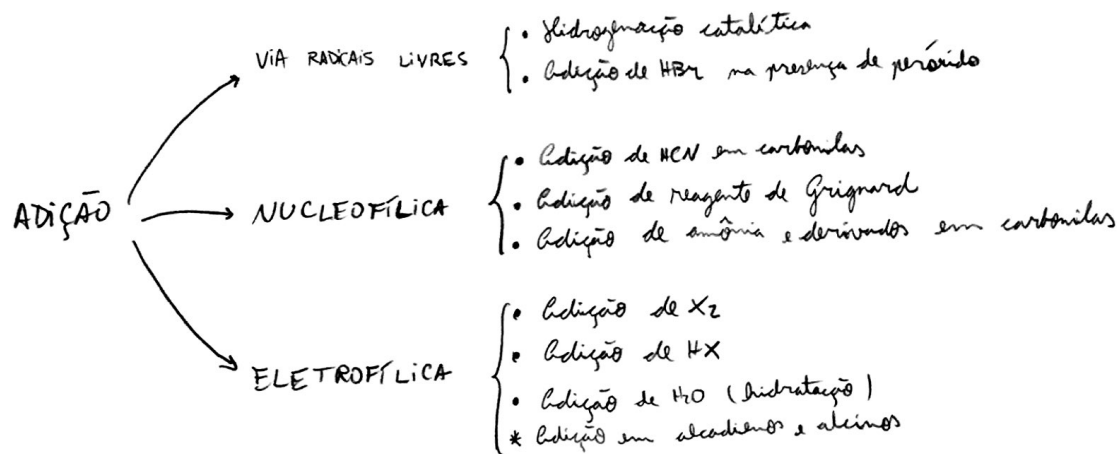 VIA RADICAIS LIVRES
• Hidrogenação catalítica
• Adição de HBr na presença de peróxido
ADIÇÃO
NUCLEOFÍLICA
• Adição de HCN em carbonilas
• Adição de reagente de Grignard
• Adição de amônia e derivados em carbonilas
ELETROFÍLICA
• Adição de X2
• Adição de HX
• Adição de H2O (hidratação)
* Adição em alcadienos e alcinos